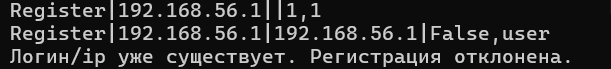 Register|192.168.56.1||1,1
Register|192.168.56.1|192.168.56.1|False,user
Логин/ip уже существует. Регистрация отклонена.